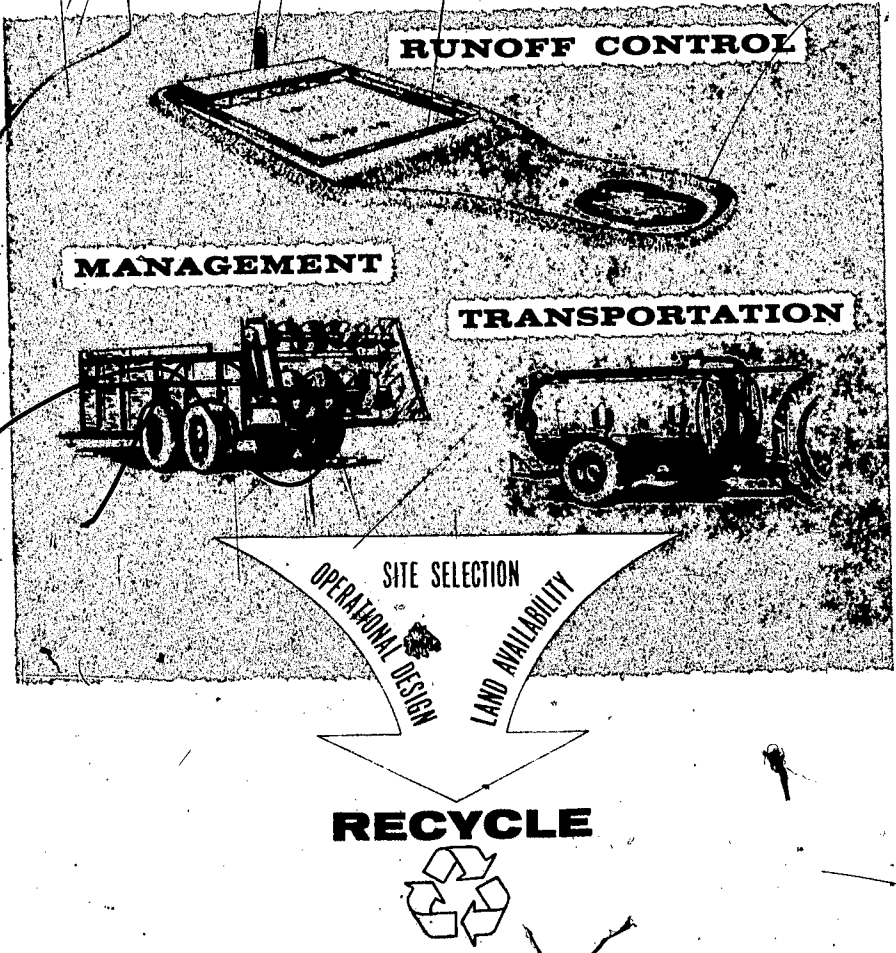 RUNOFF CONTROL
MANAGEMENT
TRANSPORTATION
SITE SELECTION
OPERATIONAL DESIGN
LAND AVAILABILITY
RECYCLE